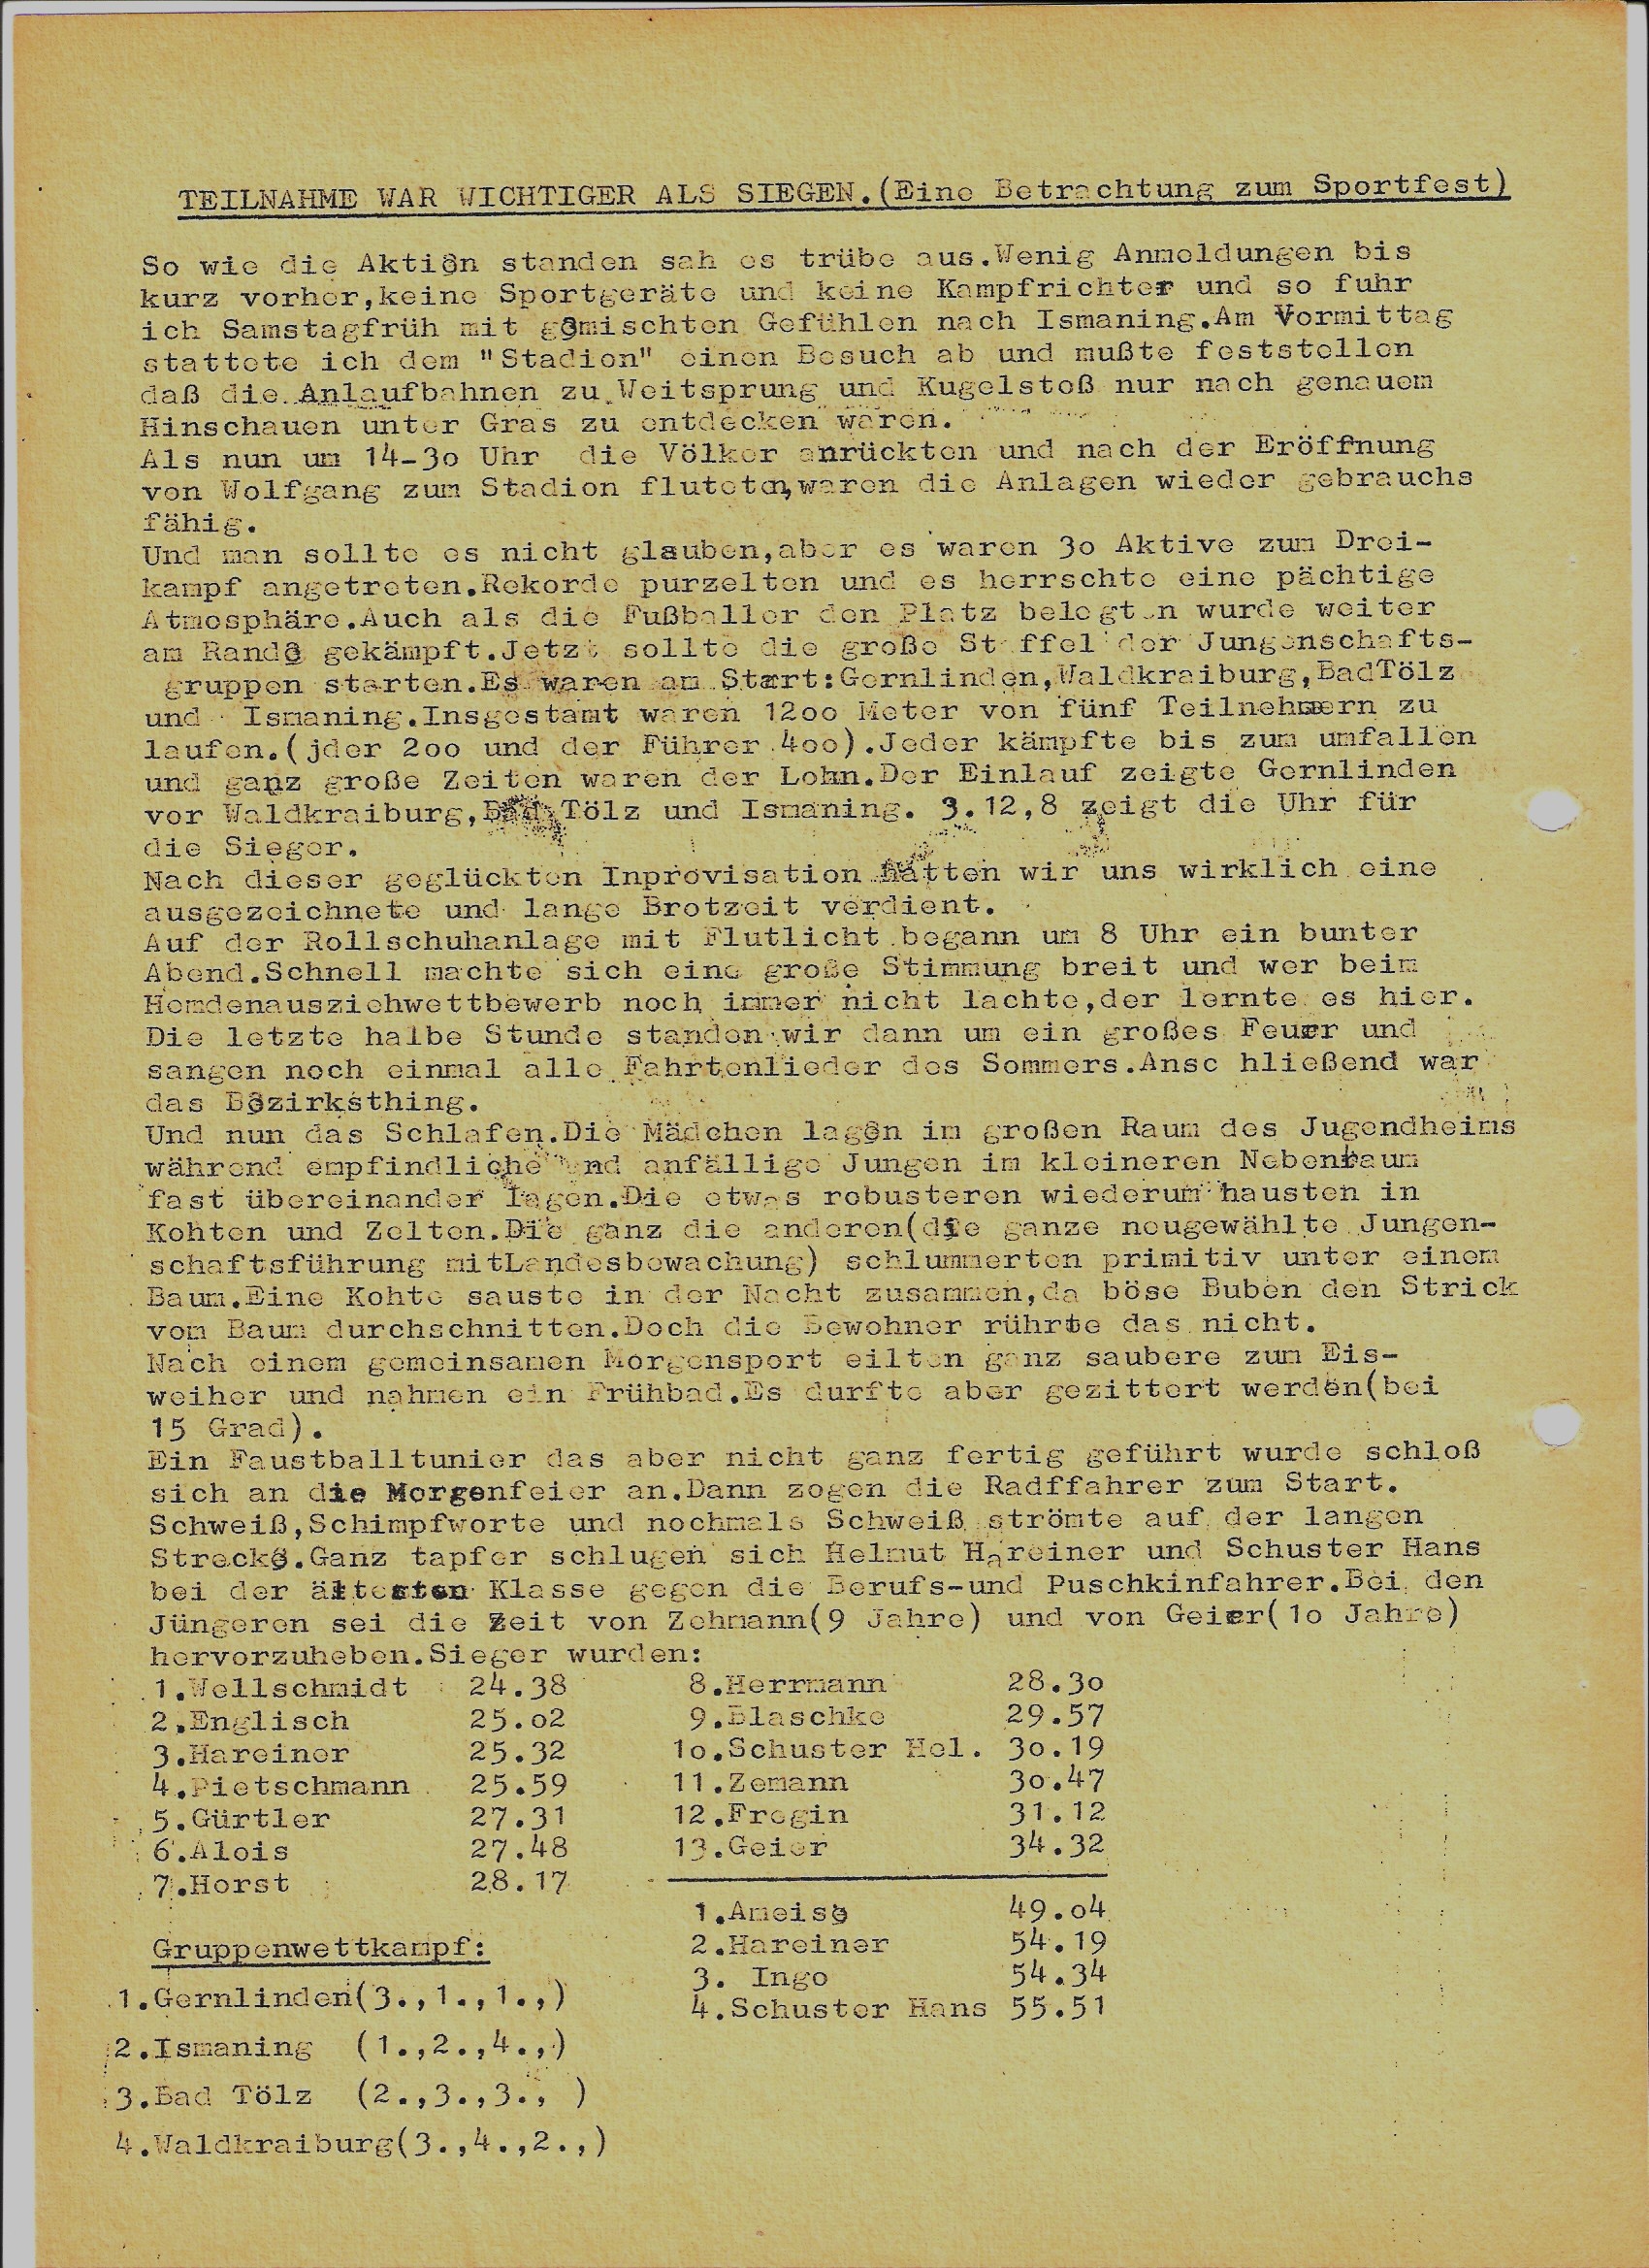 TEILNAHME WAR WICHTIGER ALS SIEGEN.(Eine Betrachtung zum Sportfest)
So wie die Aktien standen sah es trübe aus.Wenig Anmeldungen bis
kurz vorher,keine Sportgeräte und keine Kampfrichter und so fuhr
ich Samstagfrüh mit gemischten Gefühlen nach Ismaning.Am Vormittag
stattete ich dem "Stadion" einen Besuch ab und mußte feststellen
daß die Anlaufbahnen zu Weitsprung und Kugelstoß nur nach genauem
Hinschauen unter Gras zu entdecken waren.
Als nun um 14-3o Uhr die Völker anrückten und nach der Eröffnung
von Wolfgang zum Stadion fluteten,waren die Anlagen wieder gebrauchs
fähig.
Und man sollte es nicht glauben,aber es waren 3o Aktive zum Drei-
kampf angetreten.Rekorde purzelten und es herrschte eine pächtige
Atmosphäre.Auch als die Fußballer den Platz belegten wurde weiter
am Rande gekämpft.Jetzt sollte die große Staffel der Jungenschafts-
gruppen starten.Es waren am Start:Gernlinden,Waldkraiburg,BadTölz
und Ismaning.Insgestamt waren 12oo Meter von fünf Teilnehmern zu
laufen.(jder 2oo und der Führer 4oo).Jeder kämpfte bis zum umfallen
und ganz große Zeiten waren der Lohn.Der Einlauf zeigte Gernlinden
vor Waldkraiburg,Bad Tölz und Ismaning. 3.12,8 zeigt die Uhr für
die Sieger.
Nach dieser geglückten Inprovisation hatten wir uns wirklich eine
ausgezeichnete und lange Brotzeit verdient.
Auf der Rollschuhanlage mit Flutlicht begann um 8 Uhr ein bunter
Abend.Schnell machte sich eine große Stimmung breit und wer beim
Hemdenausziehwettbewerb noch immer nicht lachte,der lernte es hier.
Die letzte halbe Stunde standen wir dann um ein großes Feuer und
sangen noch einmal alle Fahrtenlieder des Sommers.Ansc hließend war
das Bezirksthing.
Und nun das Schlafen.Die Mädchen lagen im großen Raum des Jugendheims
während empfindliche und anfällige Jungen im kleineren Nebenraum
fast übereinander lagen.Die etwas robusteren wiederum hausten in
Kohten und Zelten.Die ganz die anderen(die ganze neugewählte Jungen-
schaftsführung mitLandesbewachung) schlummerten primitiv unter einem
Baum.Eine Kohte sauste in der Nacht zusammen,da böse Buben den Strick
vom Baum durchschnitten.Doch die Bewohner rührte das nicht.
Nach einem gemeinsamen Morgensport eilten ganz saubere zum Eis-
weiher und nahmen ein Frühbad.Es durfte aber gezittert werden(bei
15 Grad).
Ein Faustballtunier das aber nicht ganz fertig geführt wurde schloß
sich an die Morgenfeier an.Dann zogen die Radffahrer zum Start.
Schweiß,Schimpfworte und nochmals Schweiß strömte auf der langen
Strecke.Ganz tapfer schlugen sich Helmut Hareiner und Schuster Hans
bei der ältesten Klasse gegen die Berufs-und Puschkinfahrer.Bei den
Jüngeren sei die Zeit von Zehmann(9 Jahre) und von Geier(1o Jahre)
hervorzuheben.Sieger wurden:
1.Wellschmidt 24.38 8.Herrmann 28.3o
2.Englisch 25.o2 9.Blaschke 29.57
3.Hareiner 25.32 1o.Schuster Hel. 3o.19
4.Pietschmann 25.59 11.Zemann 3o.47
5.Gürtler 27.31 12.Fregin 31.12
6.Alois 27.48 13.Geier 34.32
7.Horst 28.17
1.Ameise 49.o4
Gruppenwettkampf: 2.Hareiner 54.19
3. Ingo 54.34
1.Gernlinden(3.,1.,1.,) 4.Schuster Hans 55.51
2.Ismaning (1.,2.,4.,)
3.Bad Tölz (2.,3.,3., )
4.Waldkraiburg(3.,4.,2.,)